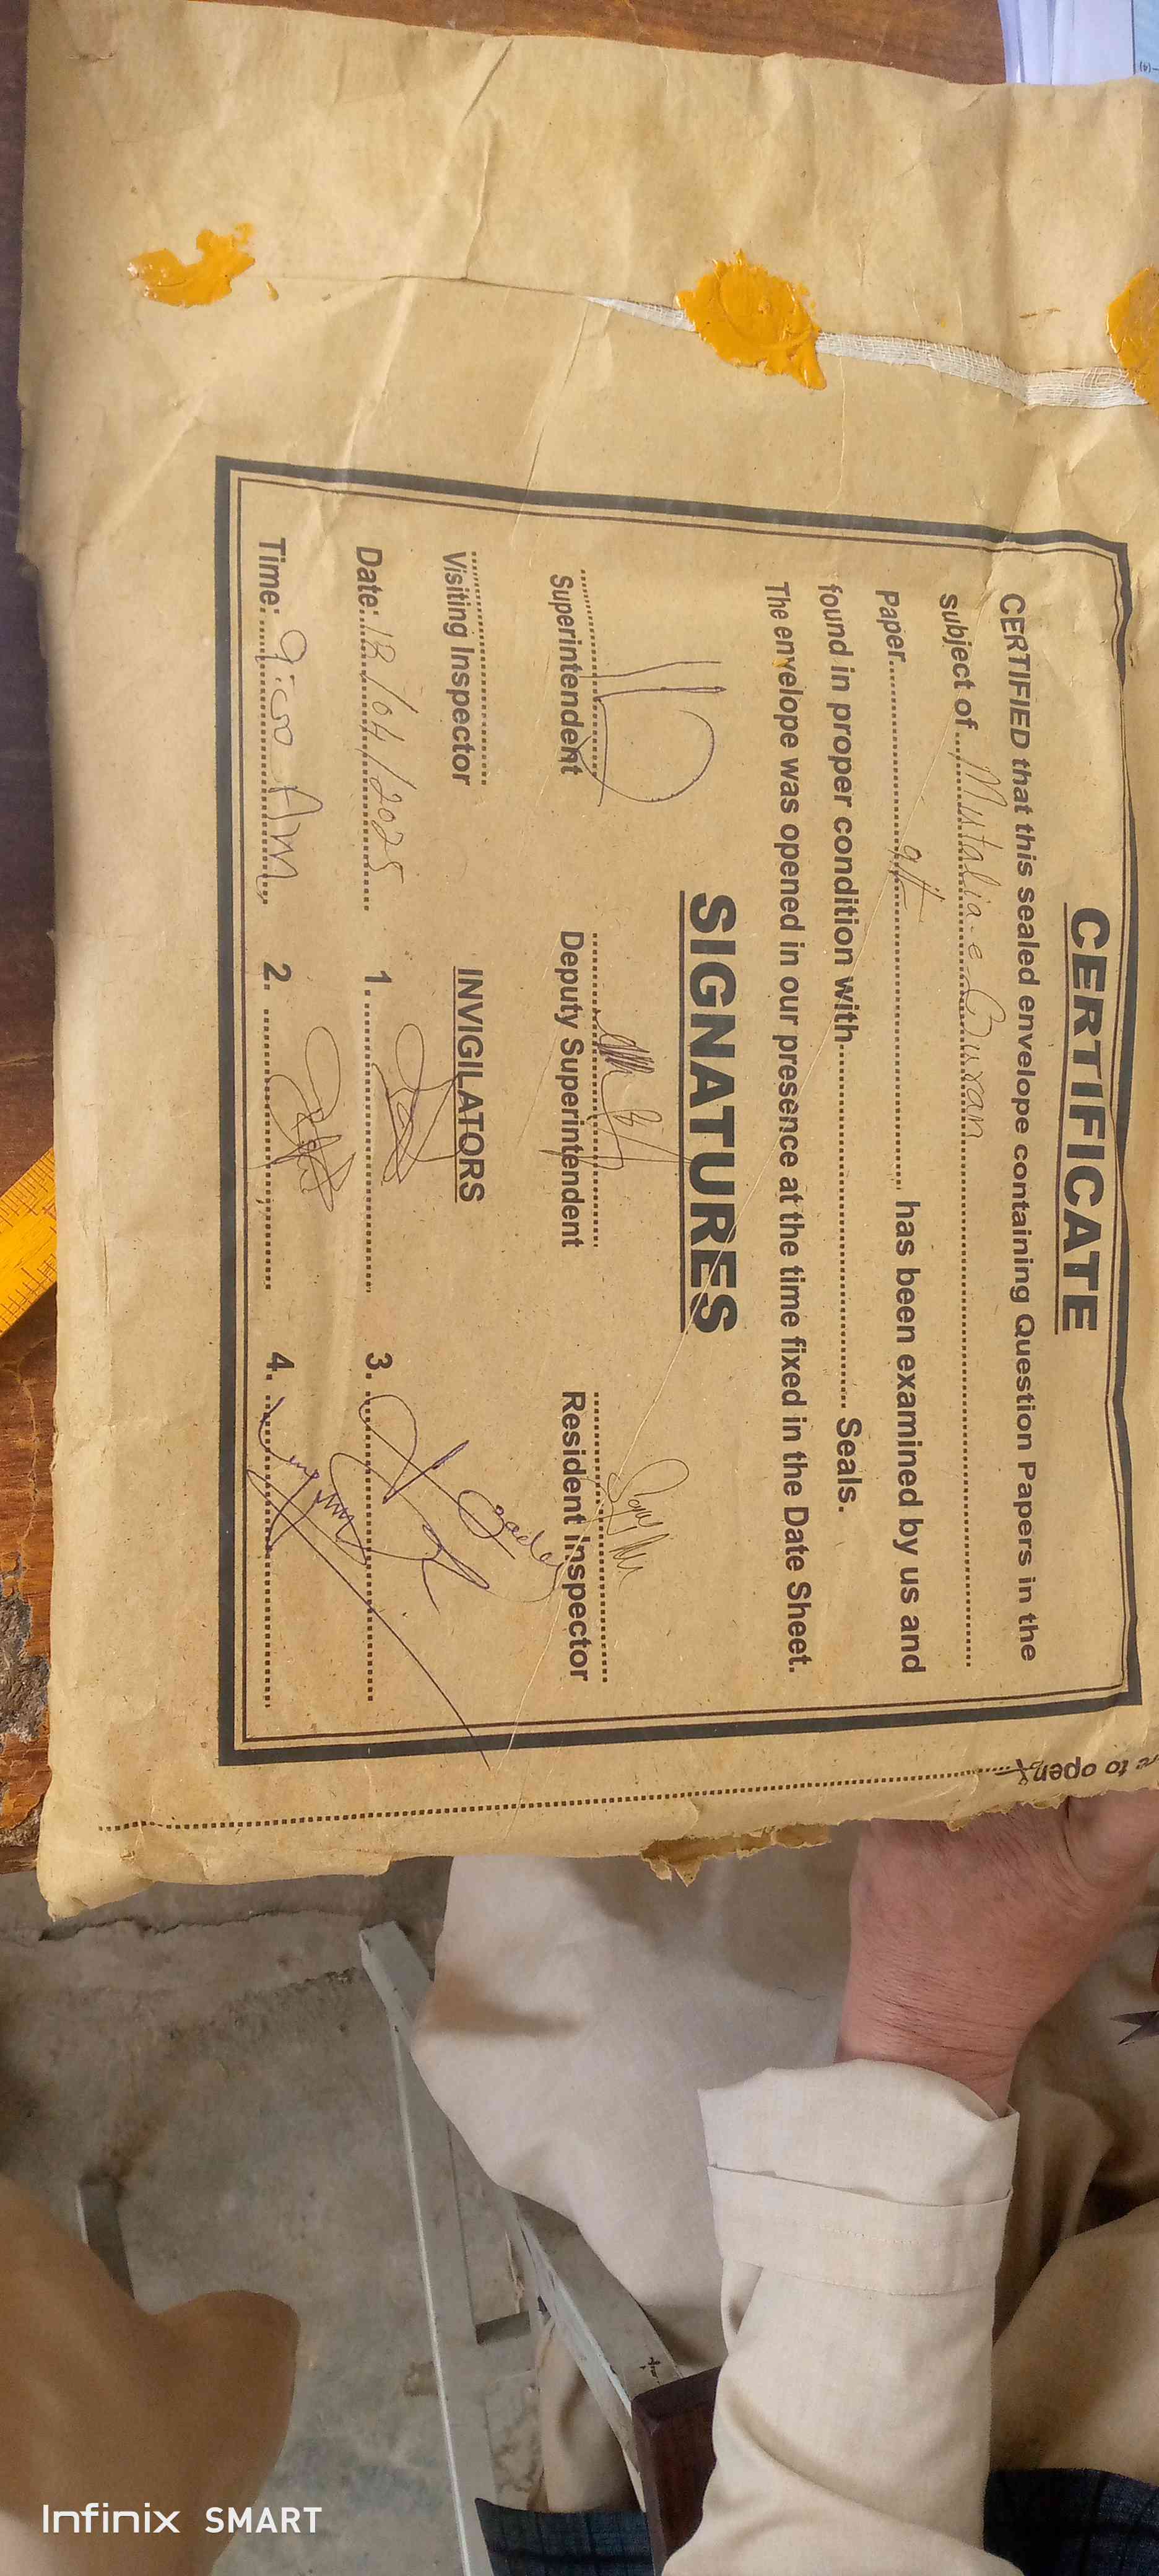 CERTIFICATE
CERTIFIED that this sealed envelope containing Question Papers in the
subject of Mutalia-e-Quran
Paper 9th has been examined by us and
found in proper condition with Seals.
The envelope was opened in our presence at the time fixed in the Date Sheet.
SIGNATURES
Superintendent Deputy Superintendent Resident Inspector
Visiting Inspector INVIGILATORS
Date: /04/2025 1. 3.
Time: 9:00 AM 2. 4.
re to open
Infinix SMART